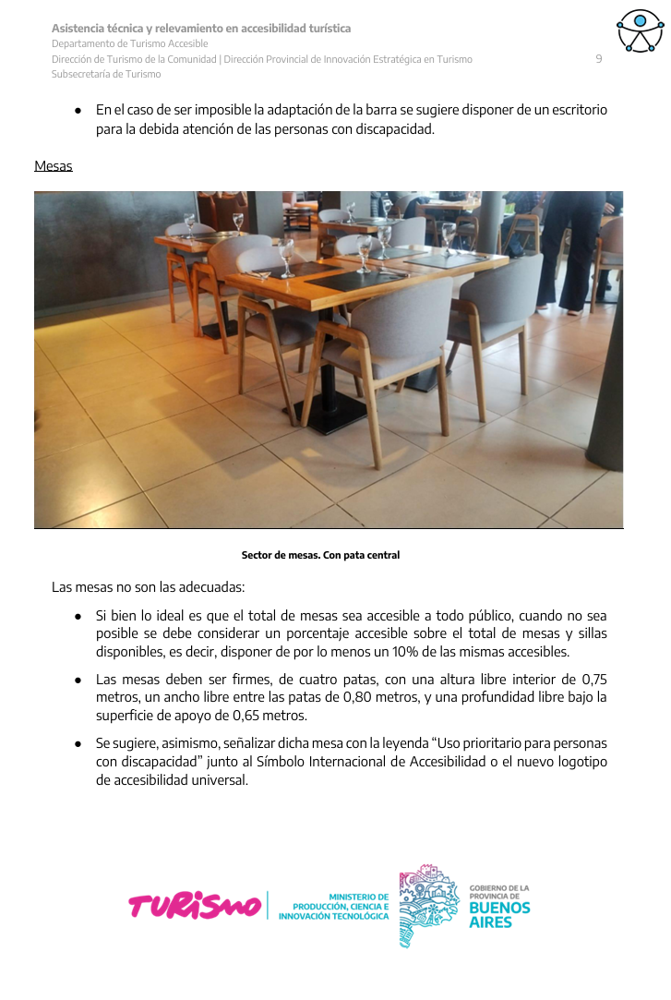 Asistencia técnica y relevamiento en accesibilidad turística
Departamento de Turismo Accesible
Dirección de Turismo de la Comunidad | Dirección Provincial de Innovación Estratégica en Turismo
9
Subsecretaría de Turismo
● En el caso de ser imposible la adaptación de la barra se sugiere disponer de un escritorio
para la debida atención de las personas con discapacidad.
Mesas
Sector de mesas. Con pata central
Las mesas no son las adecuadas:
● Si bien lo ideal es que el total de mesas sea accesible a todo público, cuando no sea
posible se debe considerar un porcentaje accesible sobre el total de mesas y sillas
disponibles, es decir, disponer de por lo menos un 10% de las mismas accesibles.
● Las mesas deben ser firmes, de cuatro patas, con una altura libre interior de 0,75
metros, un ancho libre entre las patas de 0,80 metros, y una profundidad libre bajo la
superficie de apoyo de 0,65 metros.
● Se sugiere, asimismo, señalizar dicha mesa con la leyenda “Uso prioritario para personas
con discapacidad” junto al Símbolo Internacional de Accesibilidad o el nuevo logotipo
de accesibilidad universal.
TURISMO
MINISTERIO DE
PRODUCCIÓN, CIENCIA E
INNOVACIÓN TECNOLÓGICA
GOBIERNO DE LA
PROVINCIA DE
BUENOS
AIRES